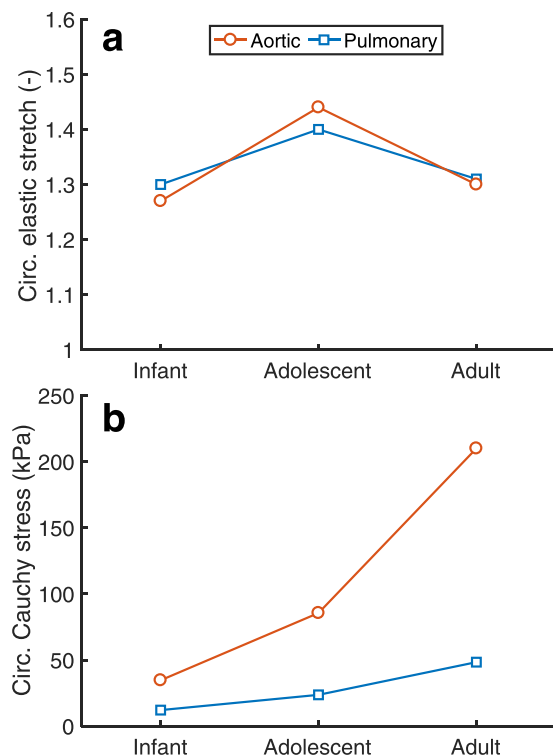 a
Aortic Pulmonary
Circ. elastic stretch (-)
1.6
1.5
1.4
1.3
1.2
1.1
1
Infant Adolescent Adult
b
Circ. Cauchy stress (kPa)
250
200
150
100
50
0
Infant Adolescent Adult